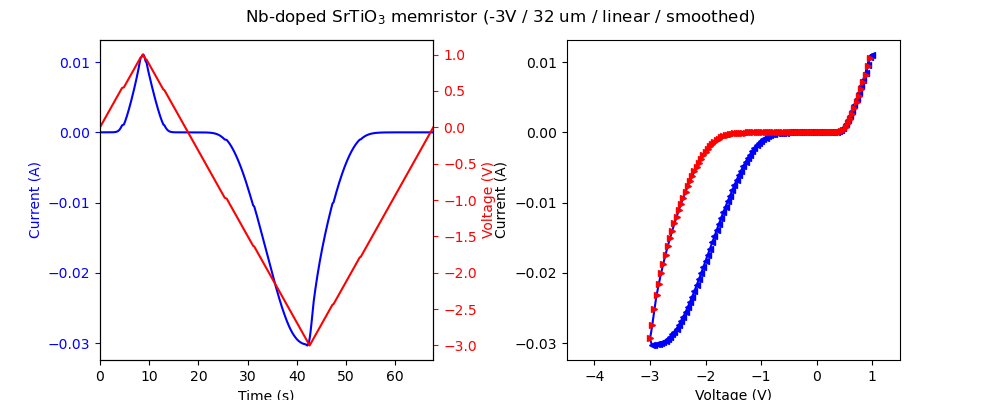 Nb-doped SrTiO₃ memristor (-3V / 32 um / linear / smoothed)
Current (A)
0.01
0.00
−0.01
−0.02
−0.03
0 10 20 30 40 50 60
Time (s)
1.0
0.5
0.0
−0.5
−1.0
−1.5
−2.0
−2.5
−3.0
Voltage (V)
Current (A)
0.01
0.00
−0.01
−0.02
−0.03
−4 −3 −2 −1 0 1
Voltage (V)